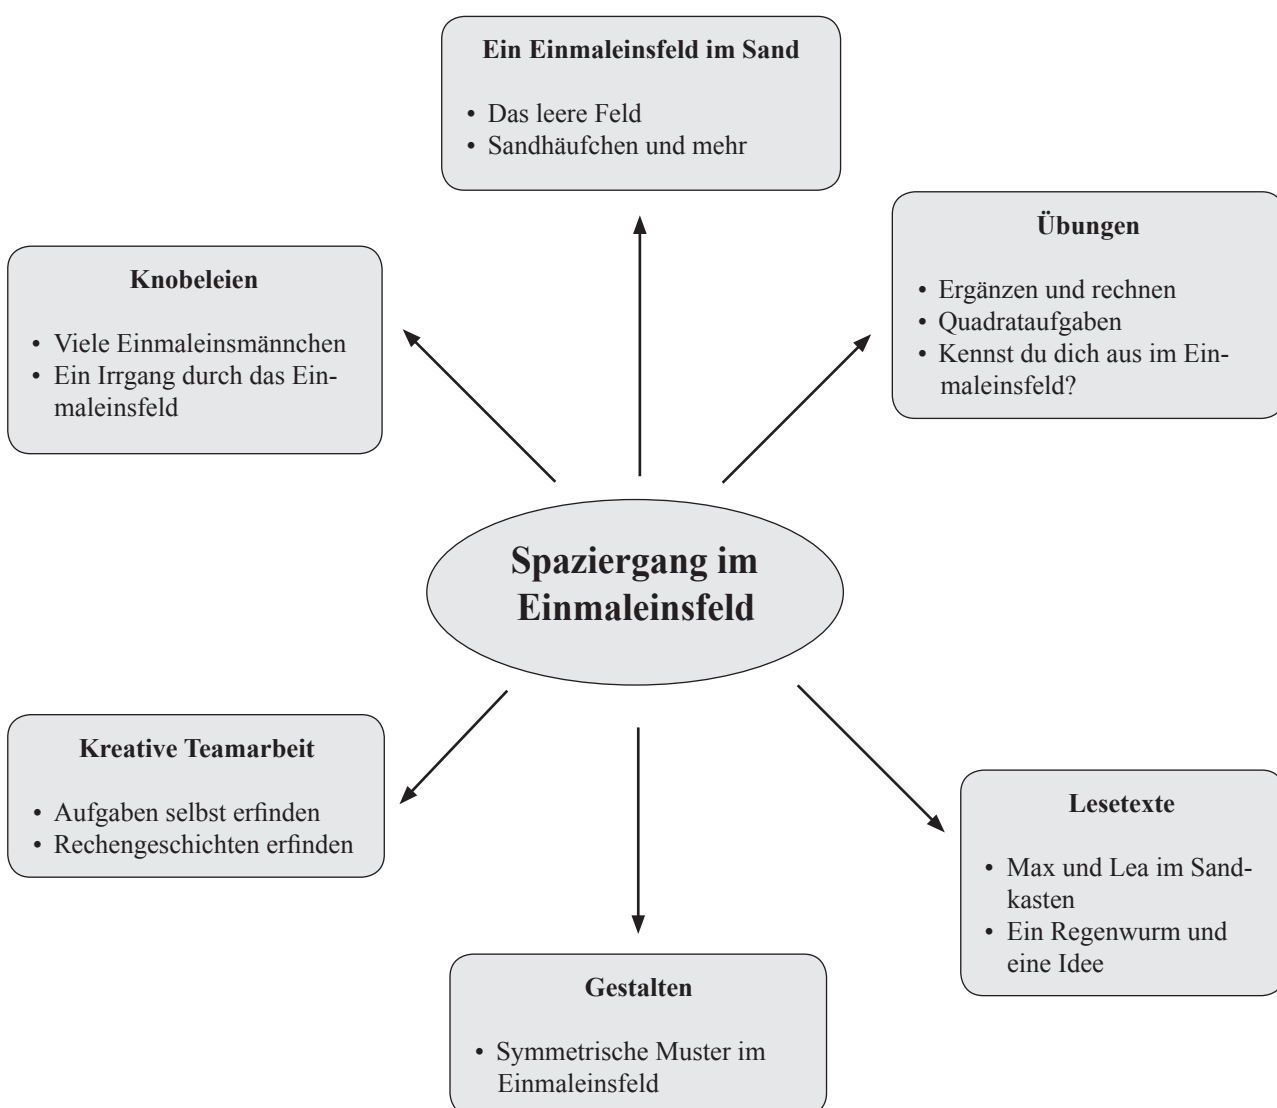 Ein Einmaleinsfeld im Sand
• Das leere Feld
• Sandhäufchen und mehr
Übungen
• Ergänzen und rechnen
• Quadrataufgaben
• Kennst du dich aus im Ein-
maleinsfeld?
Knobeleien
• Viele Einmaleinsmännchen
• Ein Irrgang durch das Ein-
maleinsfeld
Spaziergang im
Einmaleinsfeld
Kreative Teamarbeit
• Aufgaben selbst erfinden
• Rechengeschichten erfinden
Lesetexte
• Max und Lea im Sand-
kasten
• Ein Regenwurm und
eine Idee
Gestalten
• Symmetrische Muster im
Einmaleinsfeld